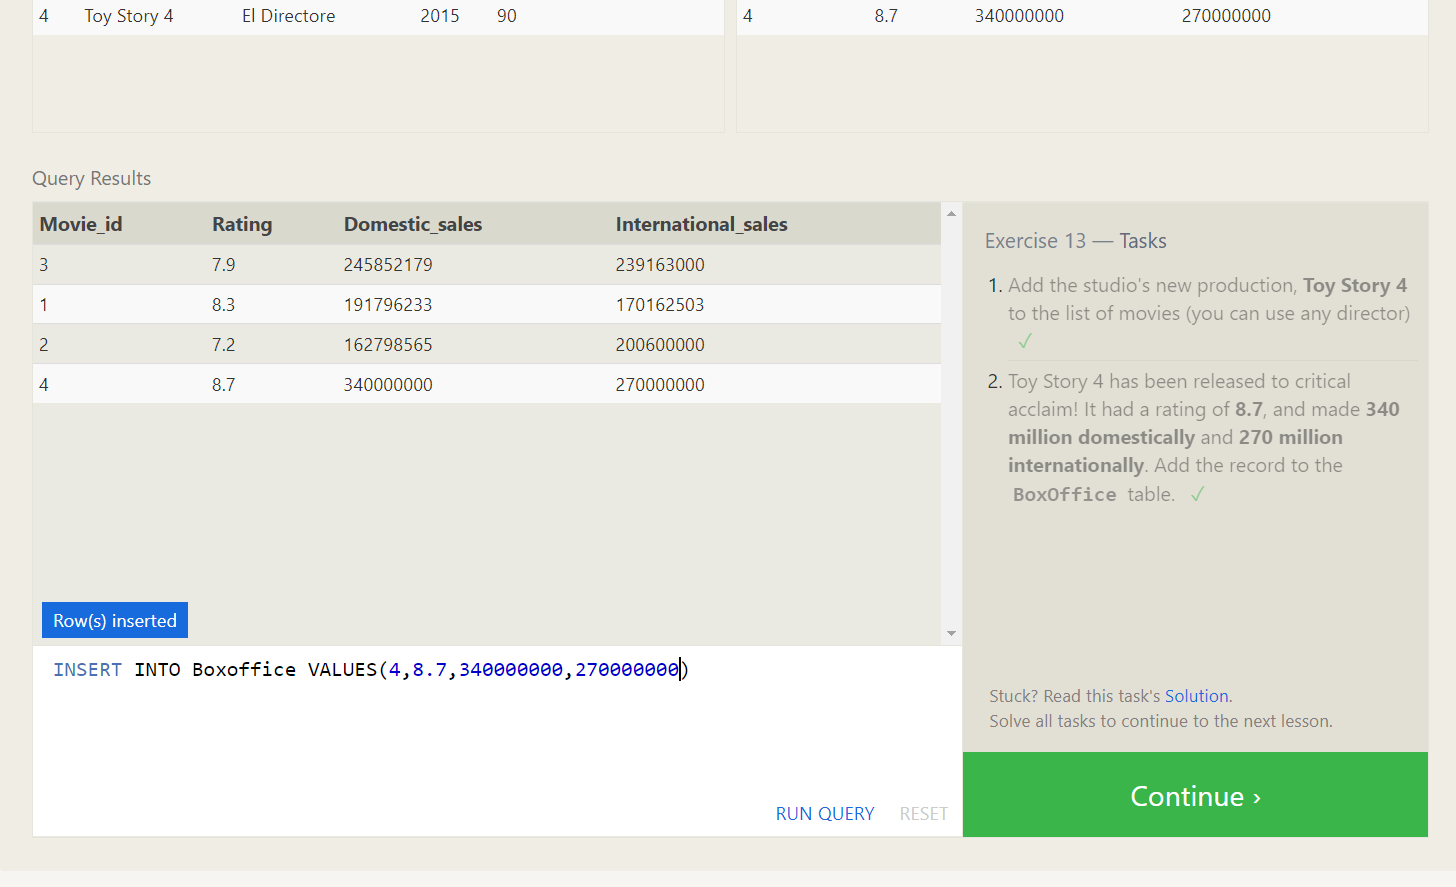 4 Toy Story 4 El Directore 2015 90
4 8.7 340000000 270000000
Query Results
Movie_id Rating Domestic_sales International_sales
3 7.9 245852179 239163000
1 8.3 191796233 170162503
2 7.2 162798565 200600000
4 8.7 340000000 270000000
Row(s) inserted
INSERT INTO Boxoffice VALUES(4,8.7,340000000,270000000)
RUN QUERY RESET
Exercise 13 — Tasks
1. Add the studio's new production, Toy Story 4
to the list of movies (you can use any director)
✓
2. Toy Story 4 has been released to critical
acclaim! It had a rating of 8.7, and made 340
million domestically and 270 million
internationally. Add the record to the
BoxOffice table. ✓
Stuck? Read this task's Solution.
Solve all tasks to continue to the next lesson.
Continue ›